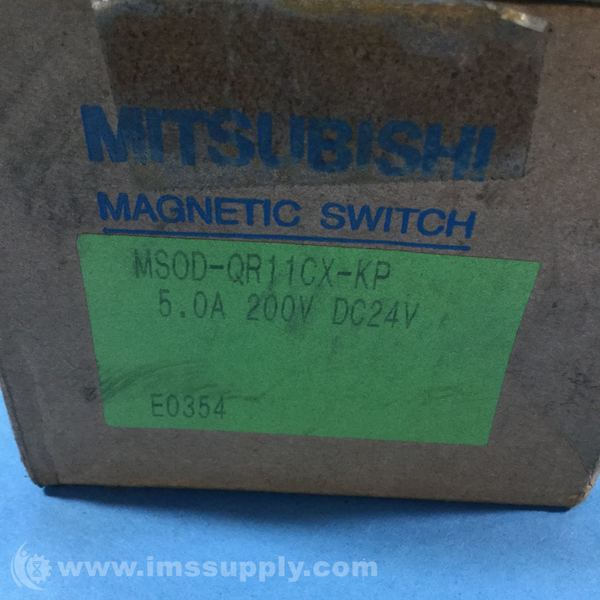 MITSUBISHI
MAGNETIC SWITCH
MSOD-QR11CX-KP
5.0A 200V DC24V
E0354
www.imssupply.com